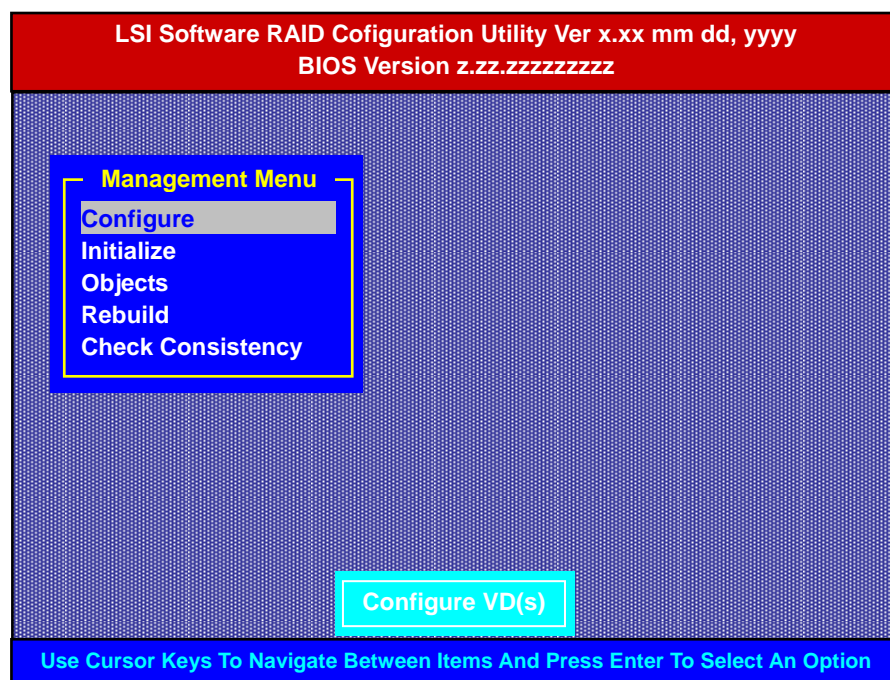 LSI Software RAID Cofiguration Utility Ver x.xx mm dd, yyyy
BIOS Version z.zz.zzzzzzzzz
Management Menu
Configure
Initialize
Objects
Rebuild
Check Consistency
Configure VD(s)
Use Cursor Keys To Navigate Between Items And Press Enter To Select An Option